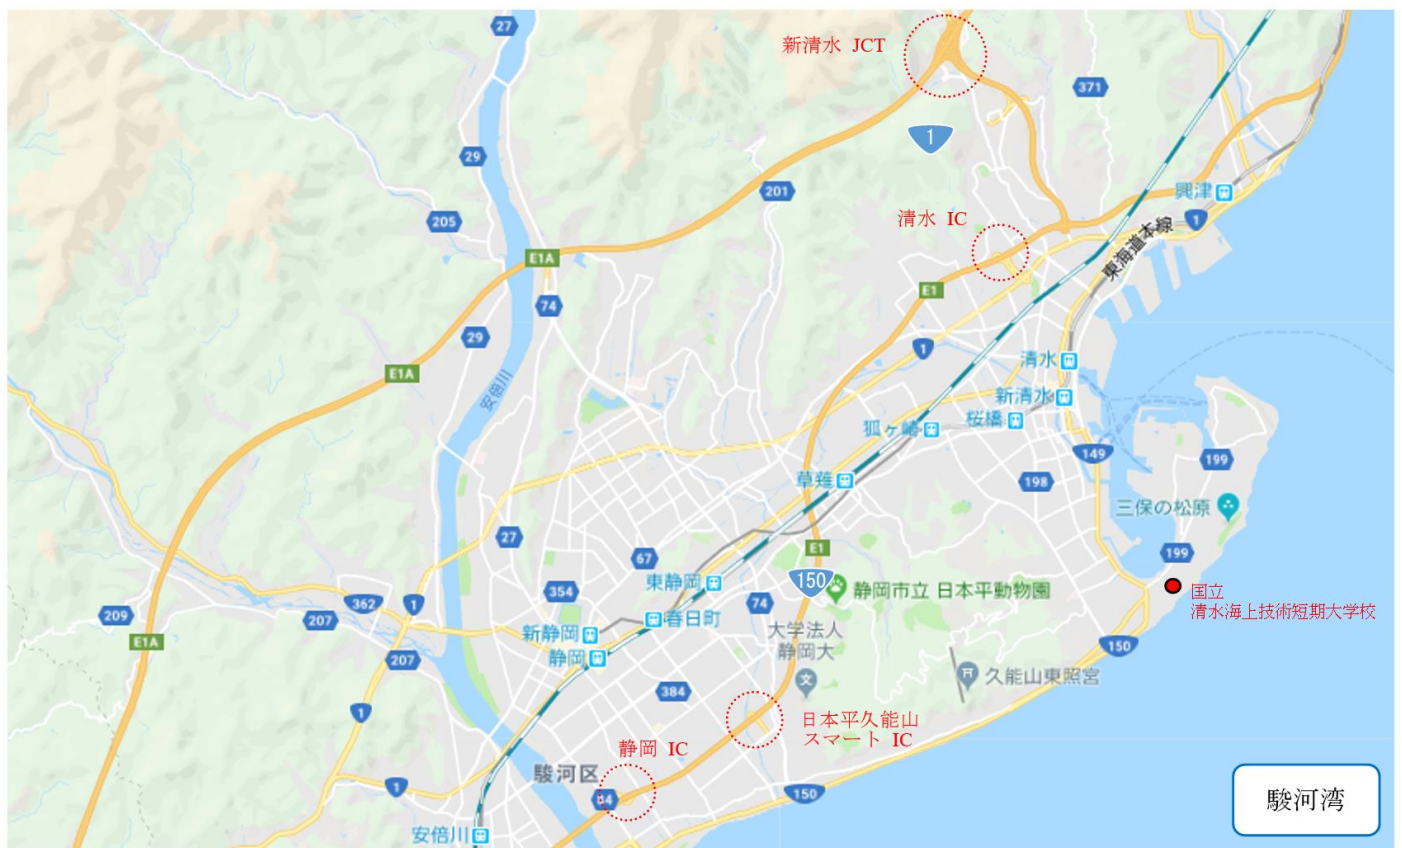 27
新清水 JCT
371
1
29
201
興津
205
清水 IC
1
東海道本線
E1A
E1
74
29
1
清水
E1A
安倍川
新清水
桜橋
狐ヶ崎
149
199
草薙
198
三保の松原
27
E1
199
67
東静岡
150
静岡市立 日本平動物園
国立
清水海上技術短期大学校
354
362
1
74
209
207
春日町
新静岡
大学法人
静岡大
E1A
静岡
207
150
久能山東照宮
384
1
日本平久能山
スマート IC
静岡 IC
駿河区
1
84
150
駿河湾
安倍川